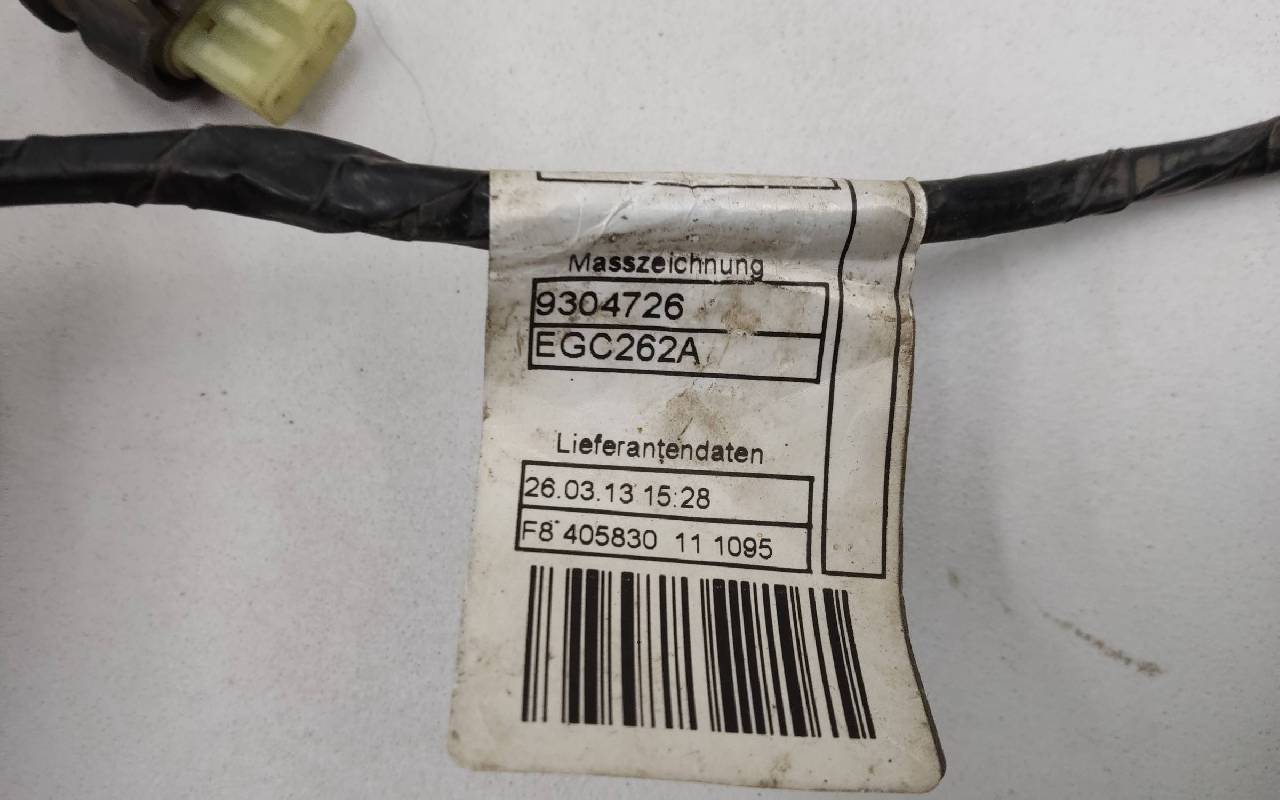 Masszeichnung
9304726
EGC262A
Lieferantendaten
26.03.13 15:28
F8 405830 11 1095